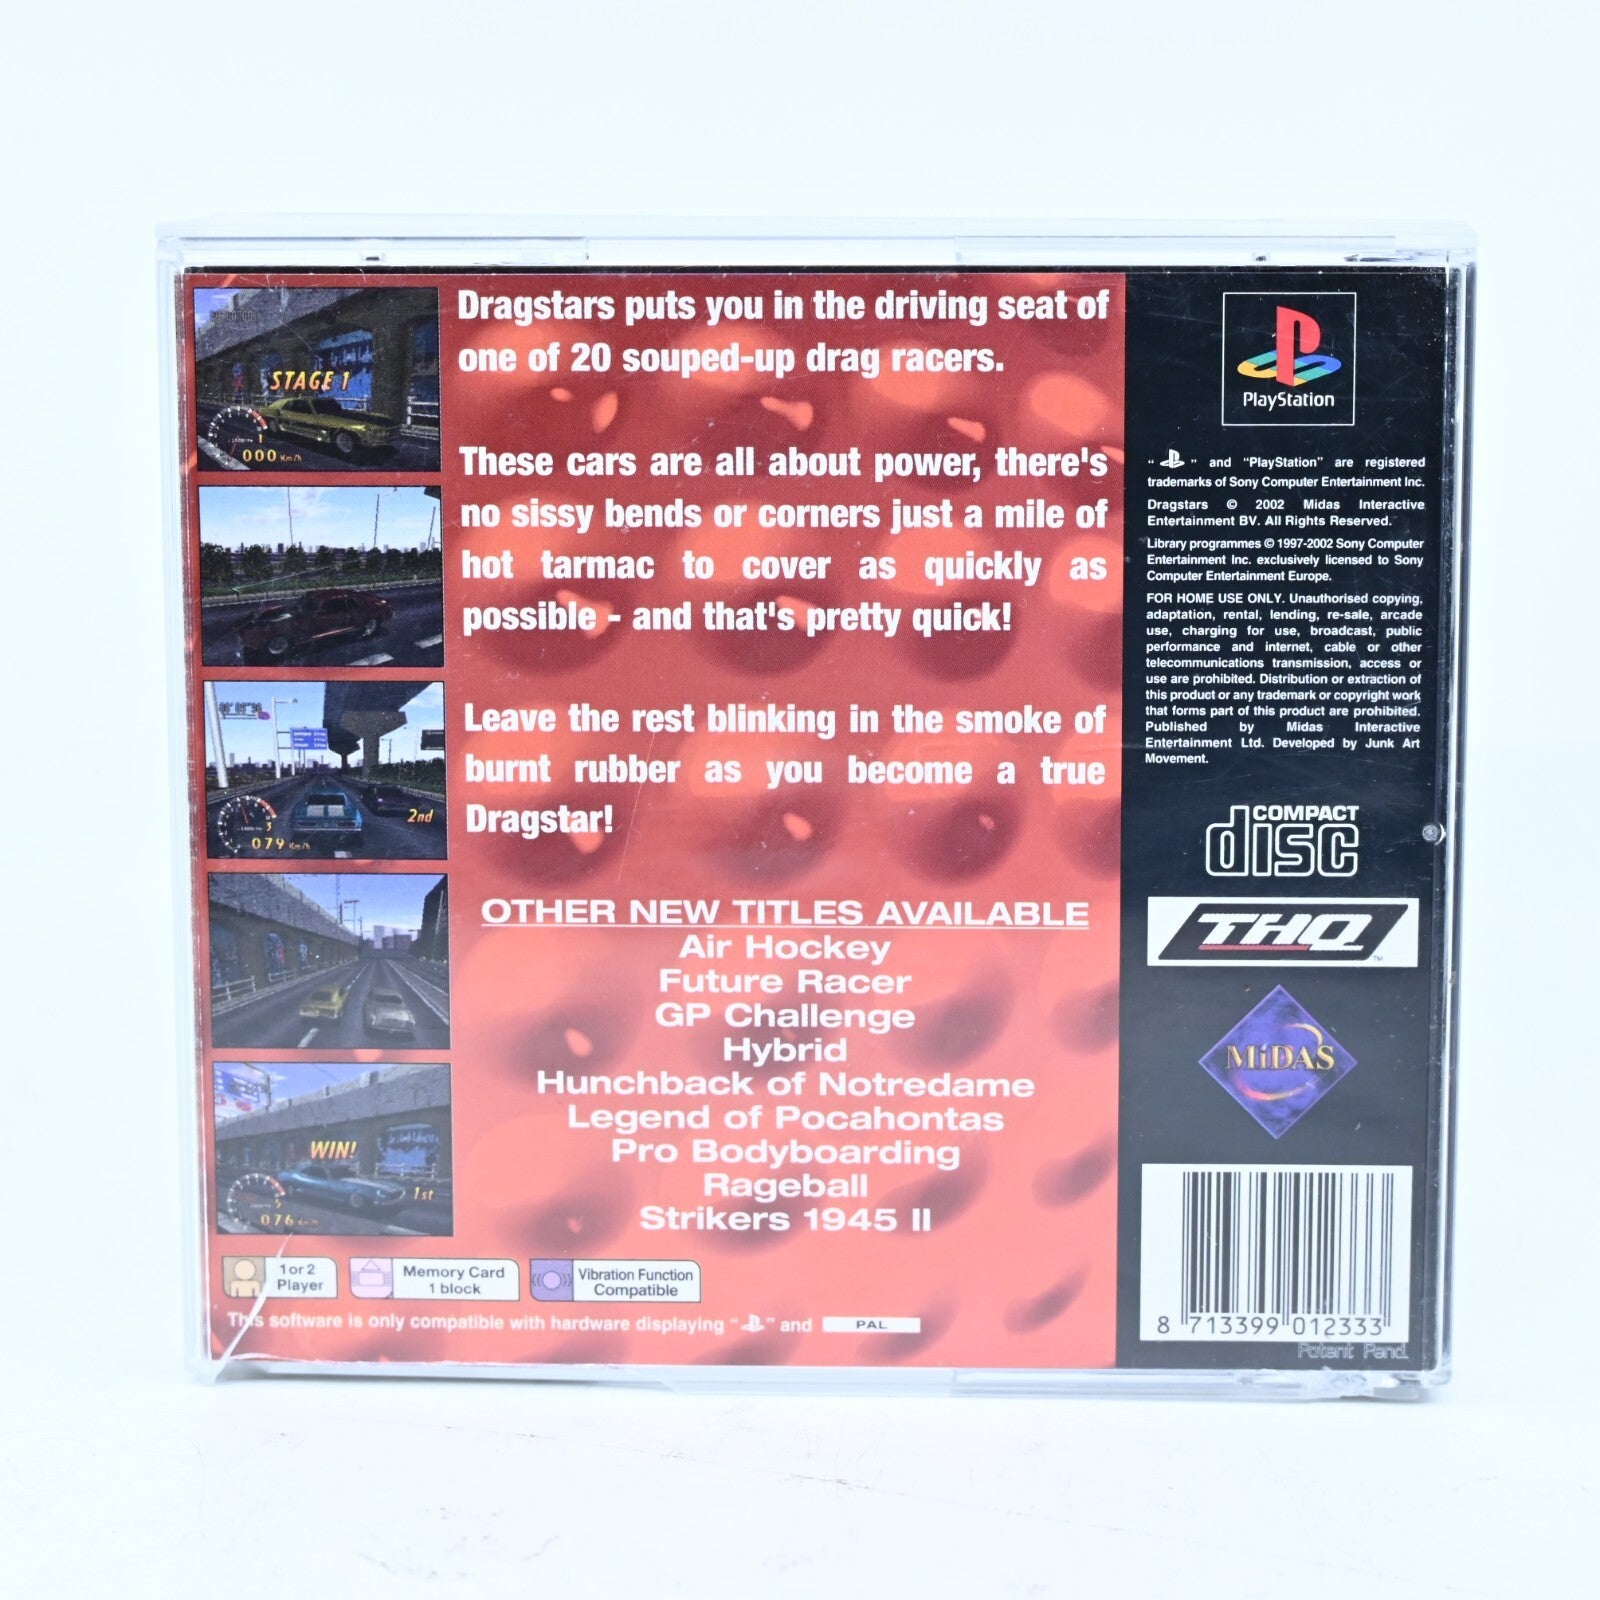 Dragstars puts you in the driving seat of
one of 20 souped-up drag racers.
These cars are all about power, there's
no sissy bends or corners just a mile of
hot tarmac to cover as quickly as
possible - and that's pretty quick!
Leave the rest blinking in the smoke of
burnt rubber as you become a true
Dragstar!
OTHER NEW TITLES AVAILABLE
Air Hockey
Future Racer
GP Challenge
Hybrid
Hunchback of Notredame
Legend of Pocahontas
Pro Bodyboarding
Rageball
Strikers 1945 II
STAGE 1
000 Km/h
2nd
3
079 Km/h
WIN!
1st
5
076 Km/h
1 or 2
Player
Memory Card
1 block
Vibration Function
Compatible
This software is only compatible with hardware displaying " " and PAL
PlayStation
" " and "PlayStation" are registered
trademarks of Sony Computer Entertainment Inc.
Dragstars © 2002 Midas Interactive
Entertainment BV. All Rights Reserved.
Library programmes © 1997-2002 Sony Computer
Entertainment Inc. exclusively licensed to Sony
Computer Entertainment Europe.
FOR HOME USE ONLY. Unauthorised copying,
adaptation, rental, lending, re-sale, arcade
use, charging for use, broadcast, public
performance and internet, cable or other
telecommunications transmission, access or
use are prohibited. Distribution or extraction of
this product or any trademark or copyright work
that forms part of this product are prohibited.
Published by Midas Interactive
Entertainment Ltd. Developed by Junk Art
Movement.
COMPACT
disc
THQ™
MiDAS
8 713399 012333
Patent Pend.